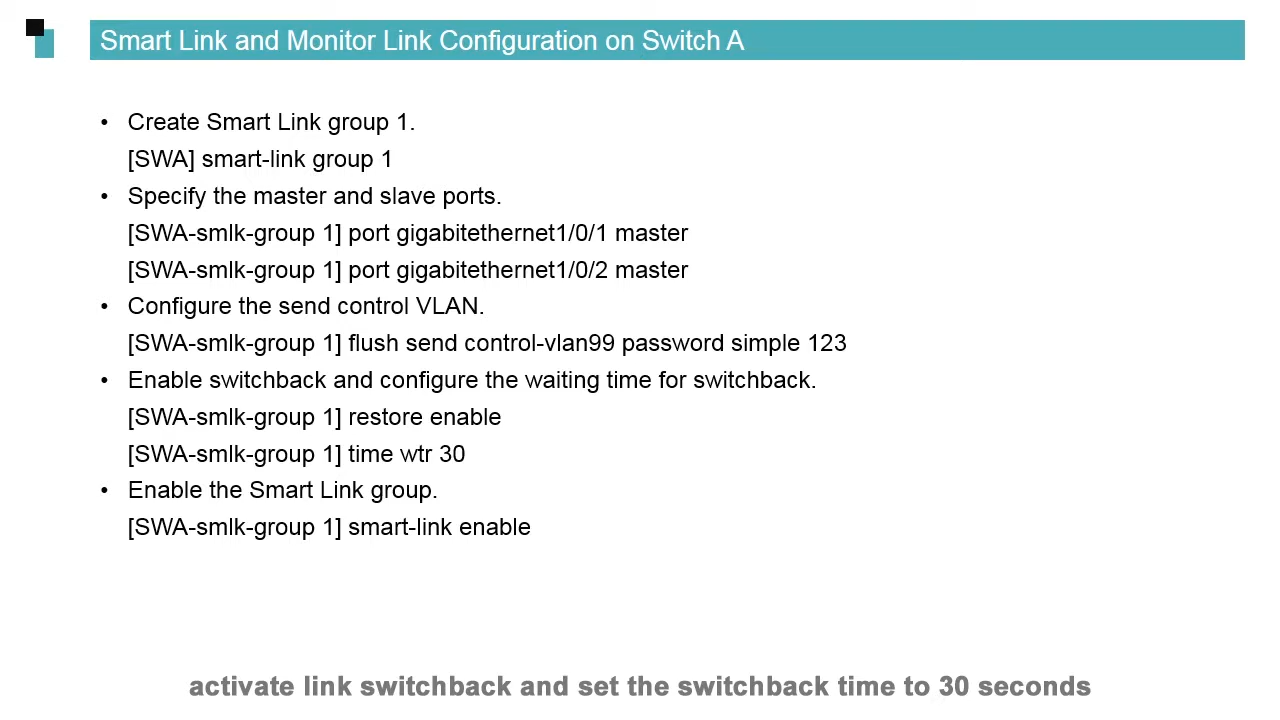 Smart Link and Monitor Link Configuration on Switch A
• Create Smart Link group 1.
[SWA] smart-link group 1
• Specify the master and slave ports.
[SWA-smlk-group 1] port gigabitethernet1/0/1 master
[SWA-smlk-group 1] port gigabitethernet1/0/2 master
• Configure the send control VLAN.
[SWA-smlk-group 1] flush send control-vlan99 password simple 123
• Enable switchback and configure the waiting time for switchback.
[SWA-smlk-group 1] restore enable
[SWA-smlk-group 1] time wtr 30
• Enable the Smart Link group.
[SWA-smlk-group 1] smart-link enable
activate link switchback and set the switchback time to 30 seconds